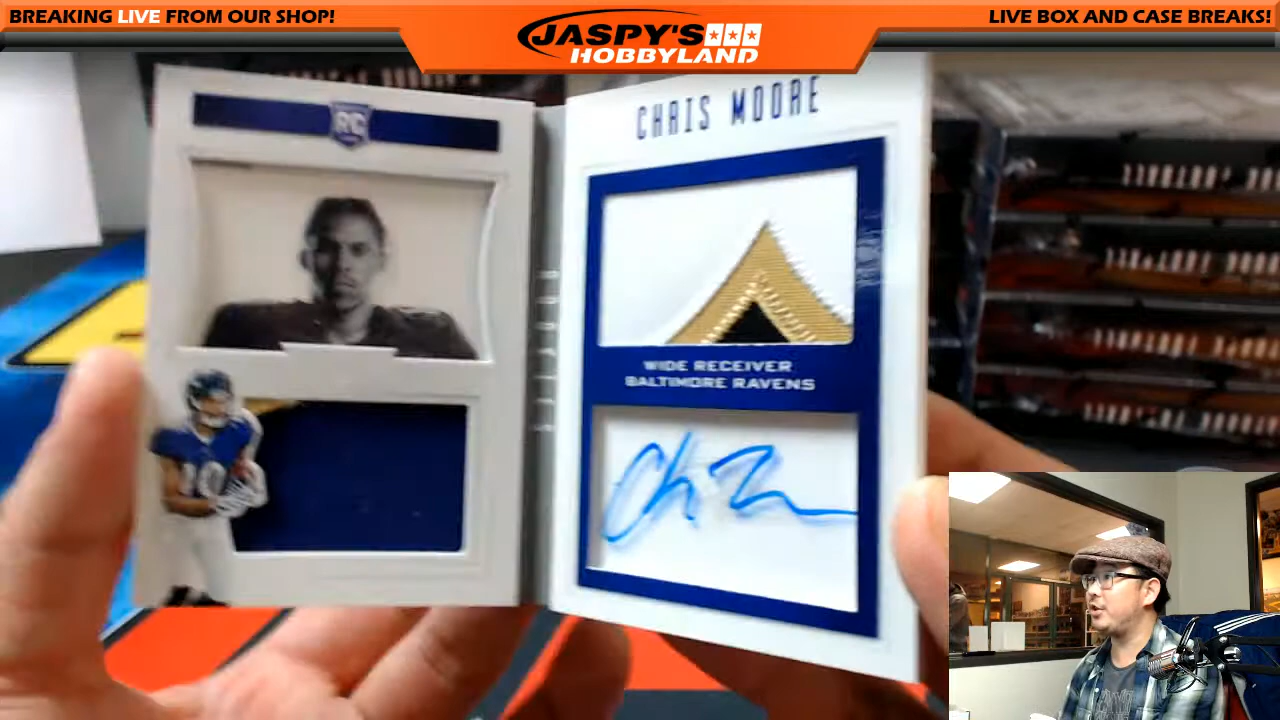 BREAKING LIVE FROM OUR SHOP!
JASPY'S
HOBBYLAND
LIVE BOX AND CASE BREAKS!
RC
CHRIS MOORE
WIDE RECEIVER
BALTIMORE RAVENS